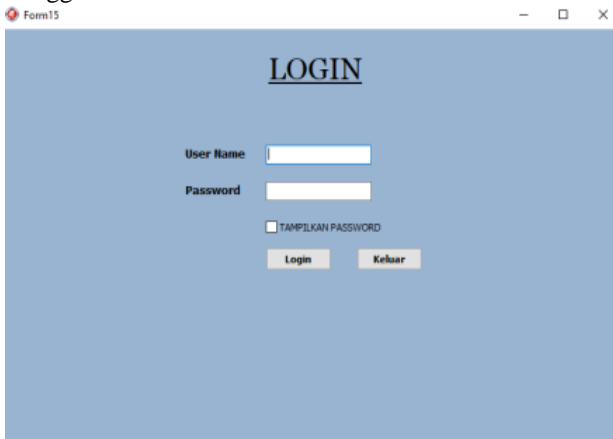 Form15
LOGIN
User Name
Password
TAMPILKAN PASSWORD
Login Keluar